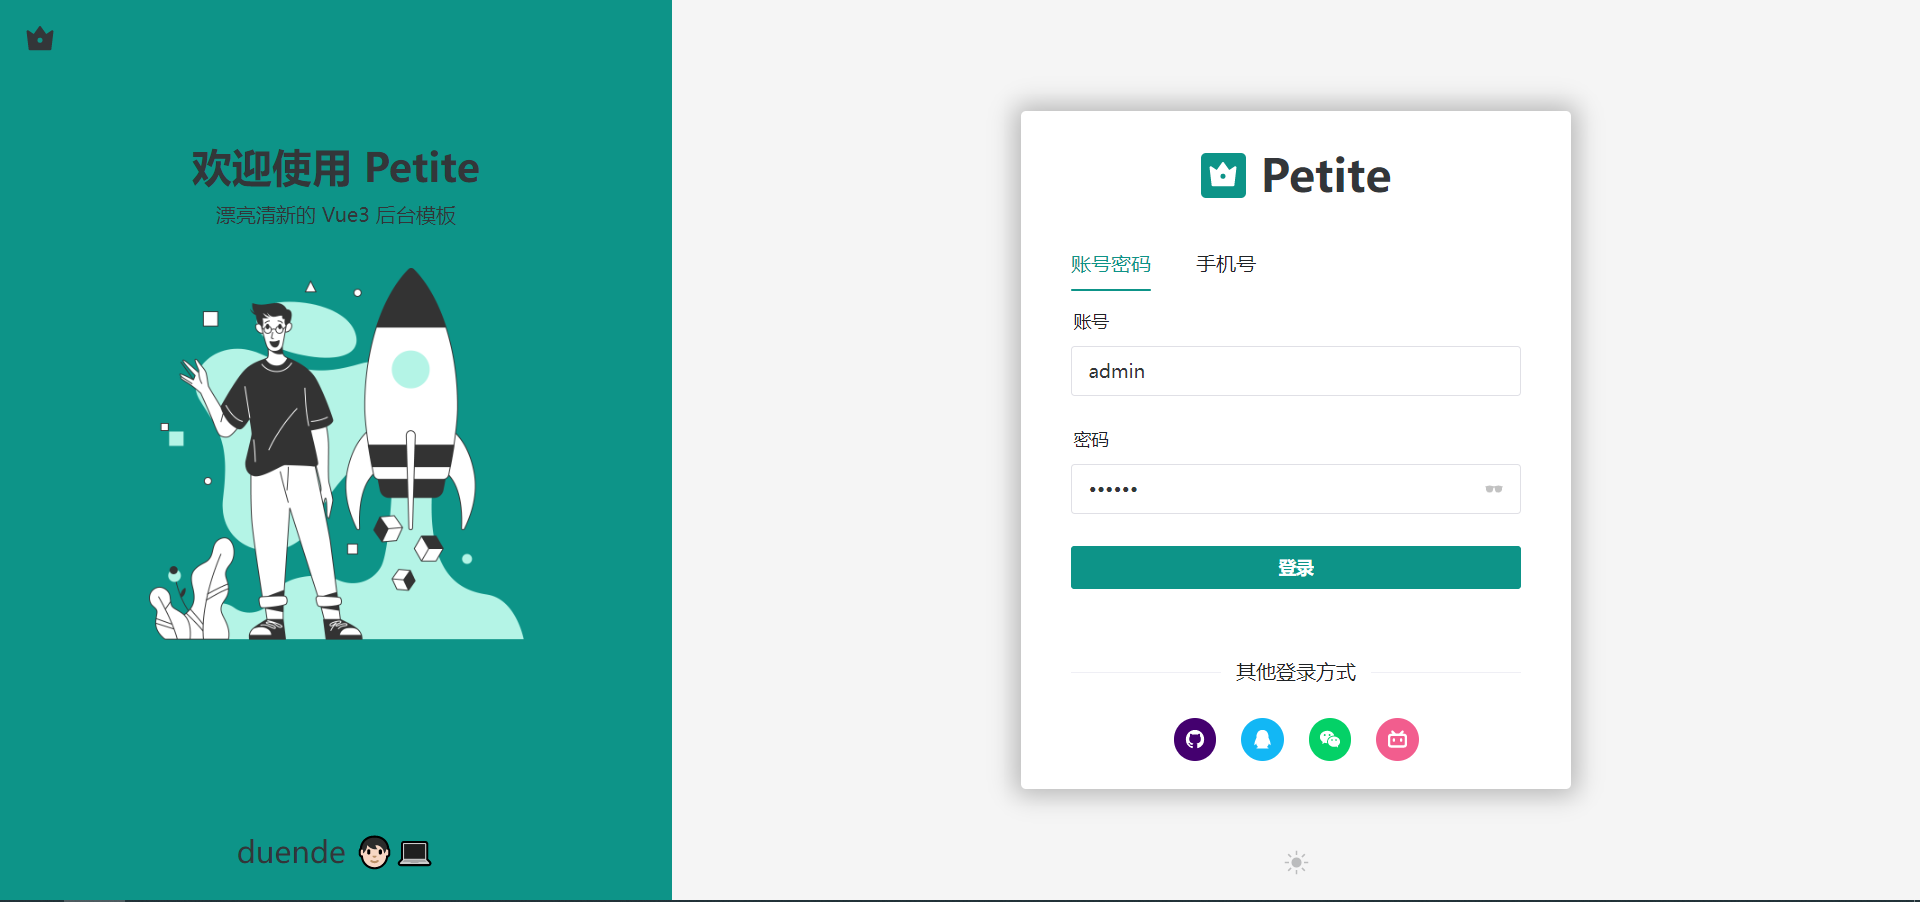 欢迎使用 Petite
漂亮清新的 Vue3 后台模板
duende
Petite
账号密码 手机号
账号
admin
密码
••••••
登录
其他登录方式